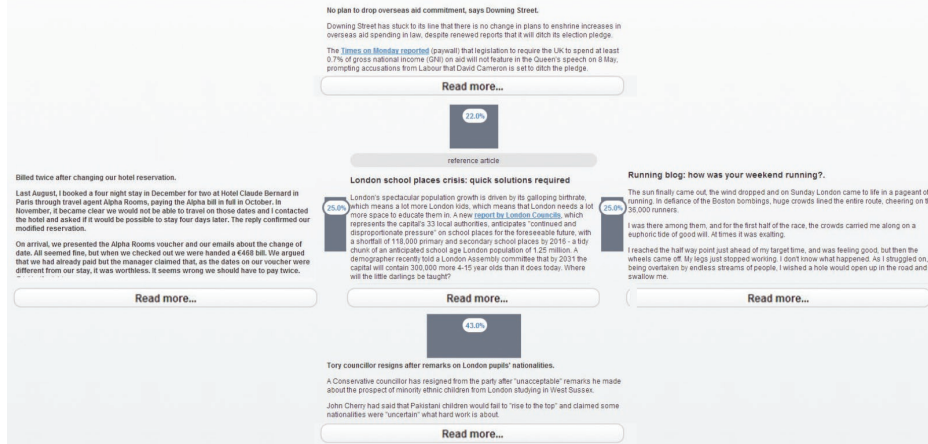 No plan to drop overseas aid commitment, says Downing Street.
Downing Street has stuck to its line that there is no change in plans to enshrine increases in
overseas aid spending in law, despite renewed reports that it will ditch its election pledge.
The Times on Monday reported (paywall) that legislation to require the UK to spend at least
0.7% of gross national income (GNI) on aid will not feature in the Queen's speech on 8 May,
prompting accusations from Labour that David Cameron is set to ditch the pledge.
Read more...
22.0%
reference article
Billed twice after changing our hotel reservation.
Last August, I booked a four night stay in December for two at Hotel Claude Bernard in
Paris through travel agent Alpha Rooms, paying the Alpha bill in full in October. In
November, it became clear we would not be able to travel on those dates and I contacted
the hotel and asked if it would be possible to stay four days later. The reply confirmed our
modified reservation.
On arrival, we presented the Alpha Rooms voucher and our emails about the change of
date. All seemed fine, but when we checked out we were handed a €468 bill. We argued
that we had already paid but the manager claimed that, as the dates on our voucher were
different from our stay, it was worthless. It seems wrong we should have to pay twice.
Read more...
25.0%
London school places crisis: quick solutions required
London's spectacular population growth is driven by its galloping birthrate,
which means a lot more London kids, which means that London needs a lot
more space to educate them in. A new report by London Councils, which
represents the capital's 33 local authorities, anticipates "continued and
disproportionate pressure" on school places for the foreseeable future, with
a shortfall of 118,000 primary and secondary school places by 2016 - a tidy
chunk of an anticipated school age London population of 1.25 million. A
demographer recently told a London Assembly committee that by 2031 the
capital will contain 300,000 more 4-15 year olds than it does today. Where
will the little darlings be taught?
Read more...
25.0%
Running blog: how was your weekend running?.
The sun finally came out, the wind dropped and on Sunday London came to life in a pageant of
running. In defiance of the Boston bombings, huge crowds lined the entire route, cheering on
36,000 runners.
I was there among them, and for the first half of the race, the crowds carried me along on a
euphoric tide of good will. At times it was exalting.
I reached the half way point just ahead of my target time, and was feeling good, but then the
wheels came off. My legs just stopped working. I don't know what happened. As I struggled on,
being overtaken by endless streams of people, I wished a hole would open up in the road and
swallow me.
Read more...
43.0%
Tory councillor resigns after remarks on London pupils' nationalities.
A Conservative councillor has resigned from the party after "unacceptable" remarks he made
about the prospect of minority ethnic children from London studying in West Sussex.
John Cherry had said that Pakistani children would fail to "rise to the top" and claimed some
nationalities were "uncertain" what hard work is about.
Read more...